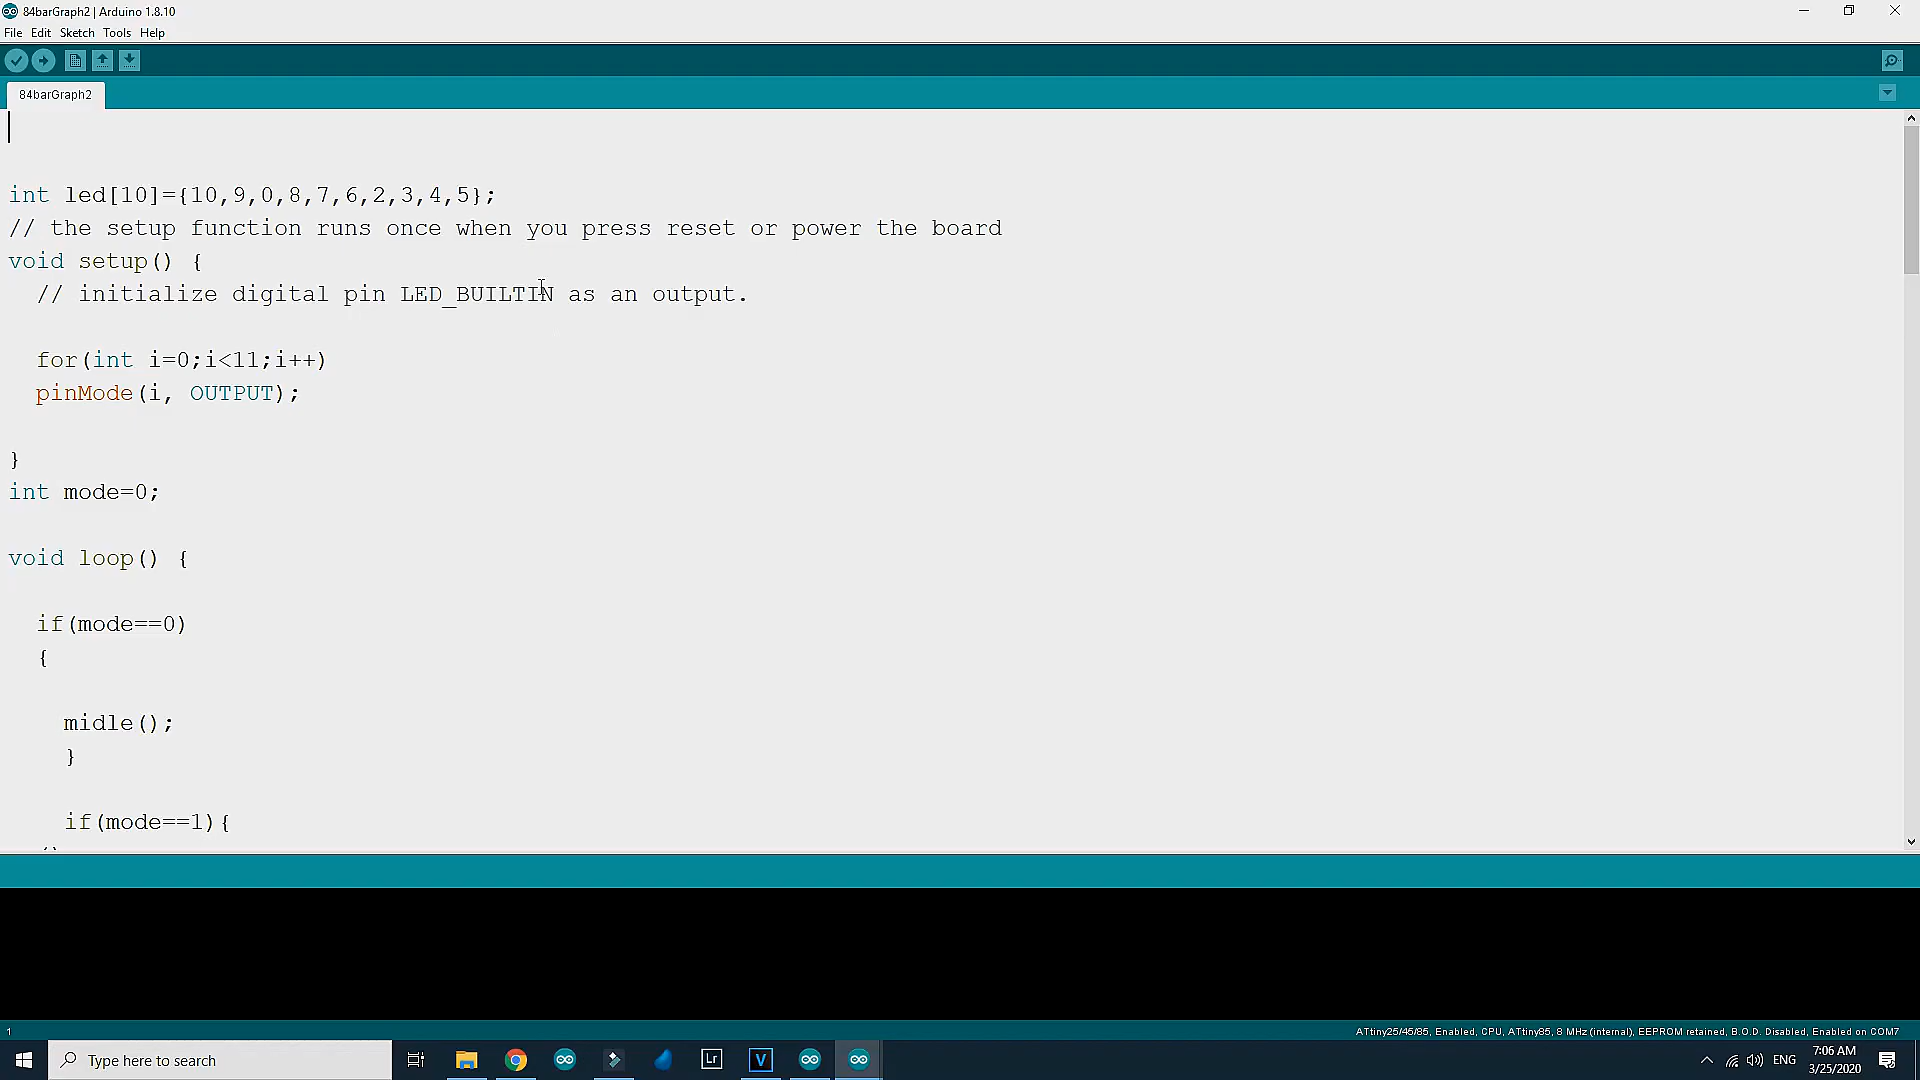 84barGraph2 | Arduino 1.8.10
File Edit Sketch Tools Help
84barGraph2
int led[10]={10,9,0,8,7,6,2,3,4,5};
// the setup function runs once when you press reset or power the board
void setup() {
// initialize digital pin LED_BUILTIN as an output.
for(int i=0;i<11;i++)
pinMode(i, OUTPUT);
}
int mode=0;
void loop() {
if(mode==0)
{
midle();
}
if(mode==1){
1
ATtiny25/45/85, Enabled, CPU, ATtiny85, 8 MHz (internal), EEPROM retained, B.O.D. Disabled, Enabled on COM7
Type here to search
Lr
V
ENG
7:06 AM
3/25/2020